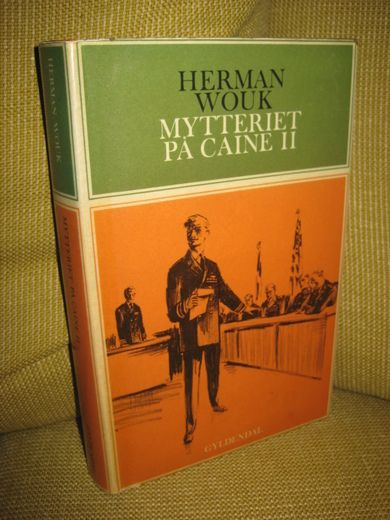 HERMAN
WOUK
MYTTERIET
PÅ CAINE II
GYLDENDAL
HERMAN WOUK
MYTTERIET PÅ CAINE II